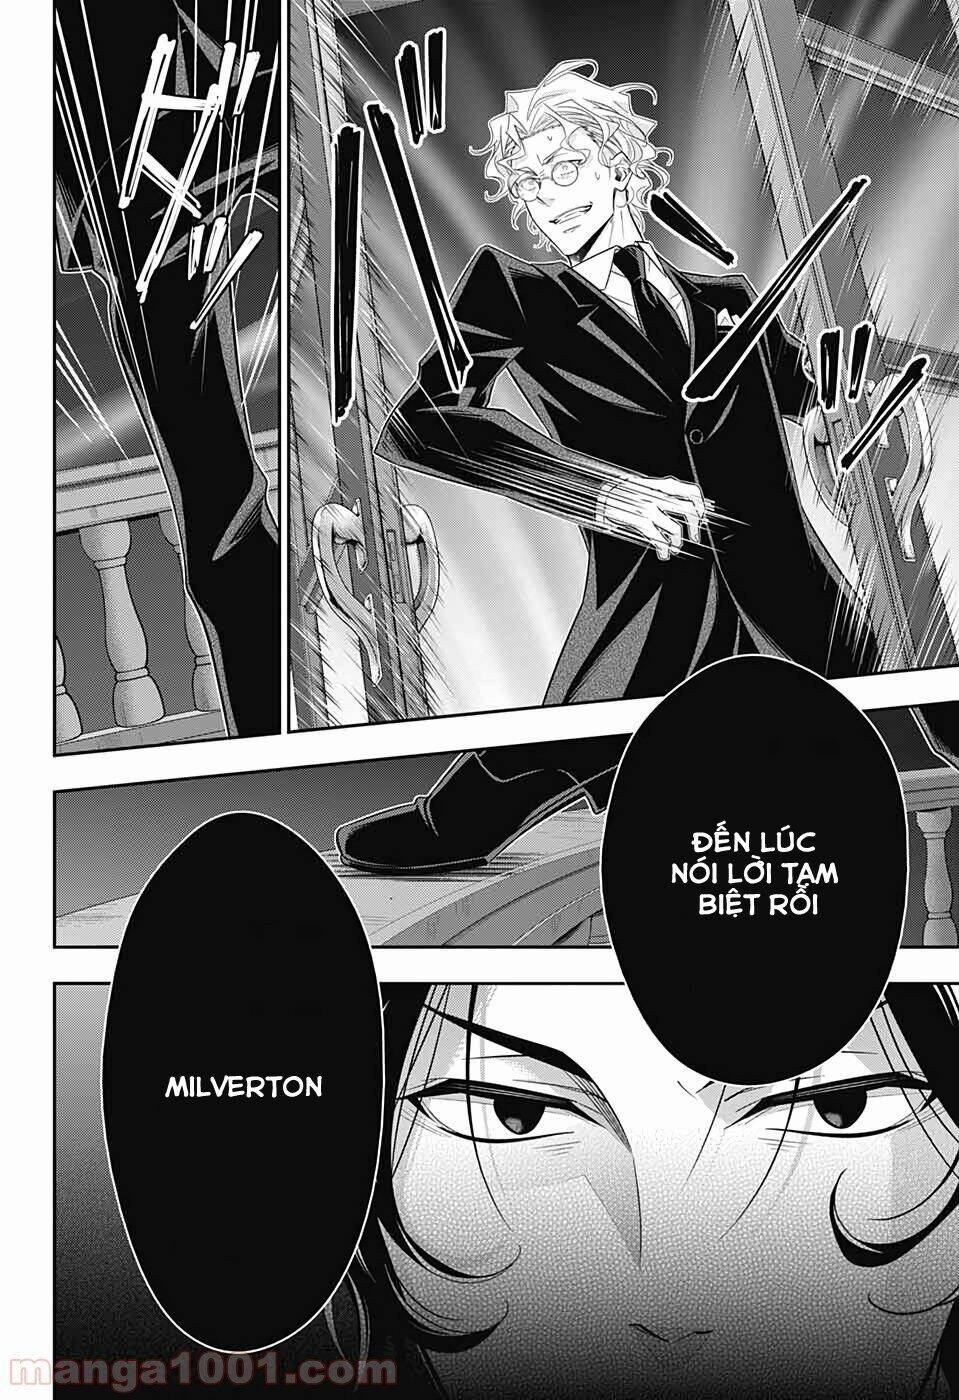 ĐẾN LÚC
NÓI LỜI TẠM
BIỆT RỒI
MILVERTON
manga1001.com